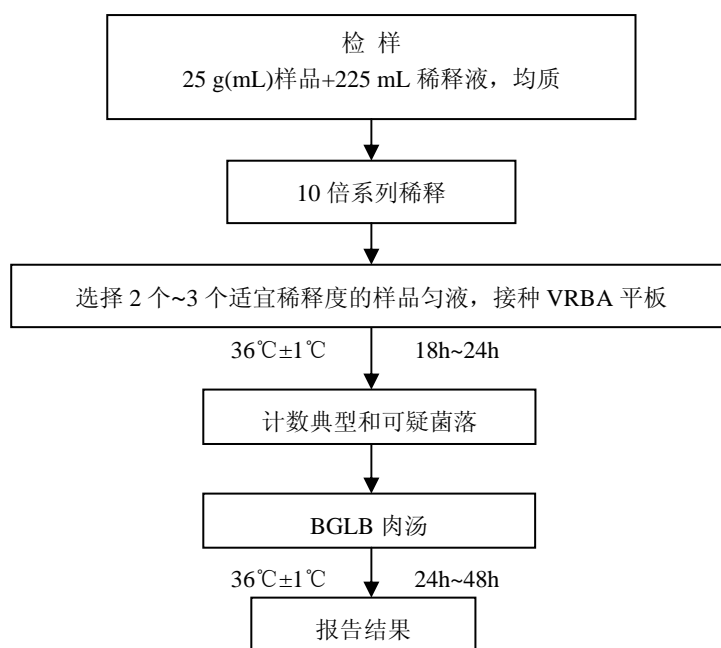 检 样
25 g(mL)样品+225 mL 稀释液，均质
10 倍系列稀释
选择 2 个~3 个适宜稀释度的样品匀液，接种 VRBA 平板
36℃±1℃ 18h~24h
计数典型和可疑菌落
BGLB 肉汤
36℃±1℃ 24h~48h
报告结果